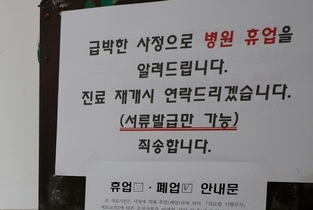 급박한 사정으로 병원 휴업을
알려드립니다.
진료 재개시 연락드리겠습니다.
(서류발급만 가능)
죄송합니다.
휴업□ · 폐업☑ 안내문